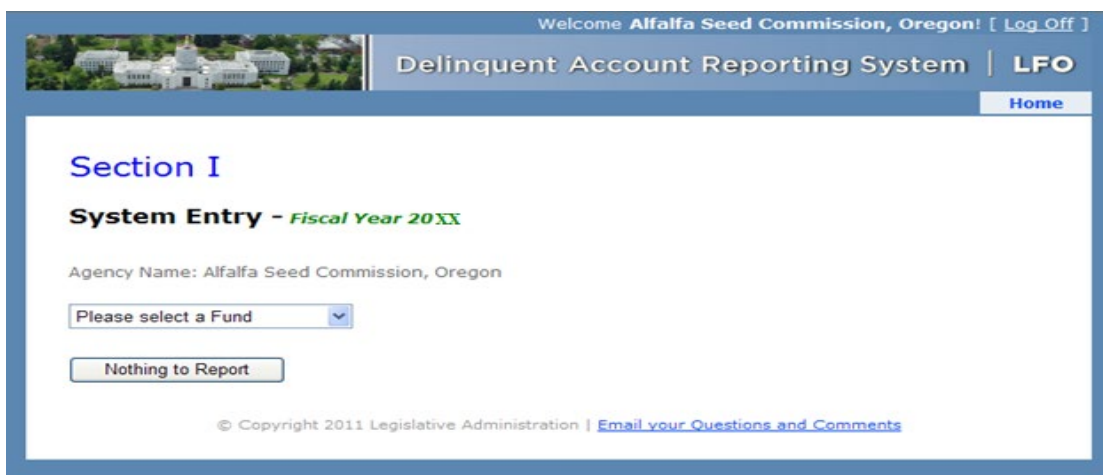 Welcome Alfalfa Seed Commission, Oregon! [ Log Off ]
Delinquent Account Reporting System | LFO
Home
Section I
System Entry - Fiscal Year 20XX
Agency Name: Alfalfa Seed Commission, Oregon
Please select a Fund
Nothing to Report
© Copyright 2011 Legislative Administration | Email your Questions and Comments